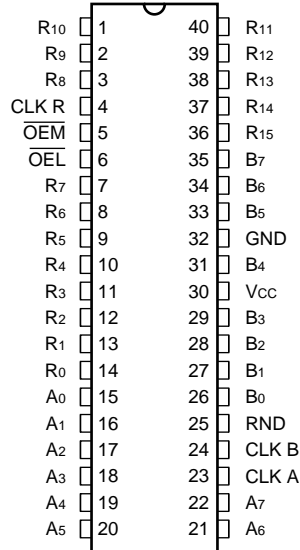 R10 1 40 R11
R9 2 39 R12
R8 3 38 R13
CLK R 4 37 R14
OEM 5 36 R15
OEL 6 35 B7
R7 7 34 B6
R6 8 33 B5
R5 9 32 GND
R4 10 31 B4
R3 11 30 VCC
R2 12 29 B3
R1 13 28 B2
R0 14 27 B1
A0 15 26 B0
A1 16 25 RND
A2 17 24 CLK B
A3 18 23 CLK A
A4 19 22 A7
A5 20 21 A6